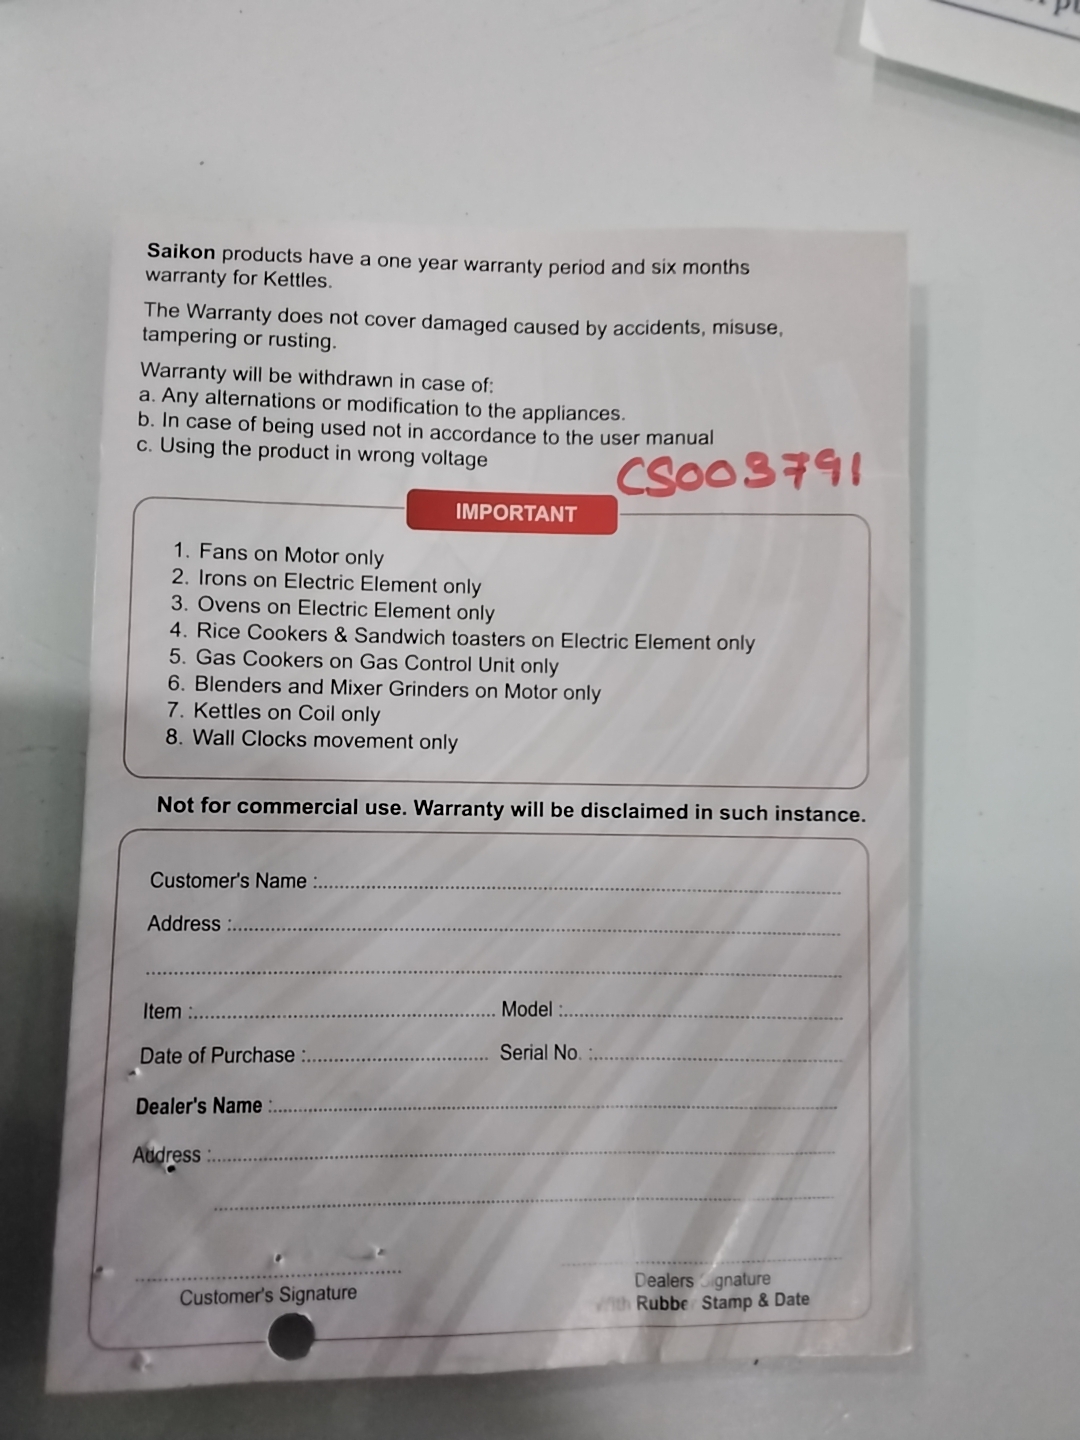 Saikon products have a one year warranty period and six months
warranty for Kettles.
The Warranty does not cover damaged caused by accidents, misuse,
tampering or rusting.
Warranty will be withdrawn in case of:
a. Any alternations or modification to the appliances.
b. In case of being used not in accordance to the user manual
c. Using the product in wrong voltage
CS003791
IMPORTANT
1. Fans on Motor only
2. Irons on Electric Element only
3. Ovens on Electric Element only
4. Rice Cookers & Sandwich toasters on Electric Element only
5. Gas Cookers on Gas Control Unit only
6. Blenders and Mixer Grinders on Motor only
7. Kettles on Coil only
8. Wall Clocks movement only
Not for commercial use. Warranty will be disclaimed in such instance.
Customer's Name :
Address :
Item : Model :
Date of Purchase : Serial No. :
Dealer's Name :
Address :
Customer's Signature
Dealers
Stamp & Date